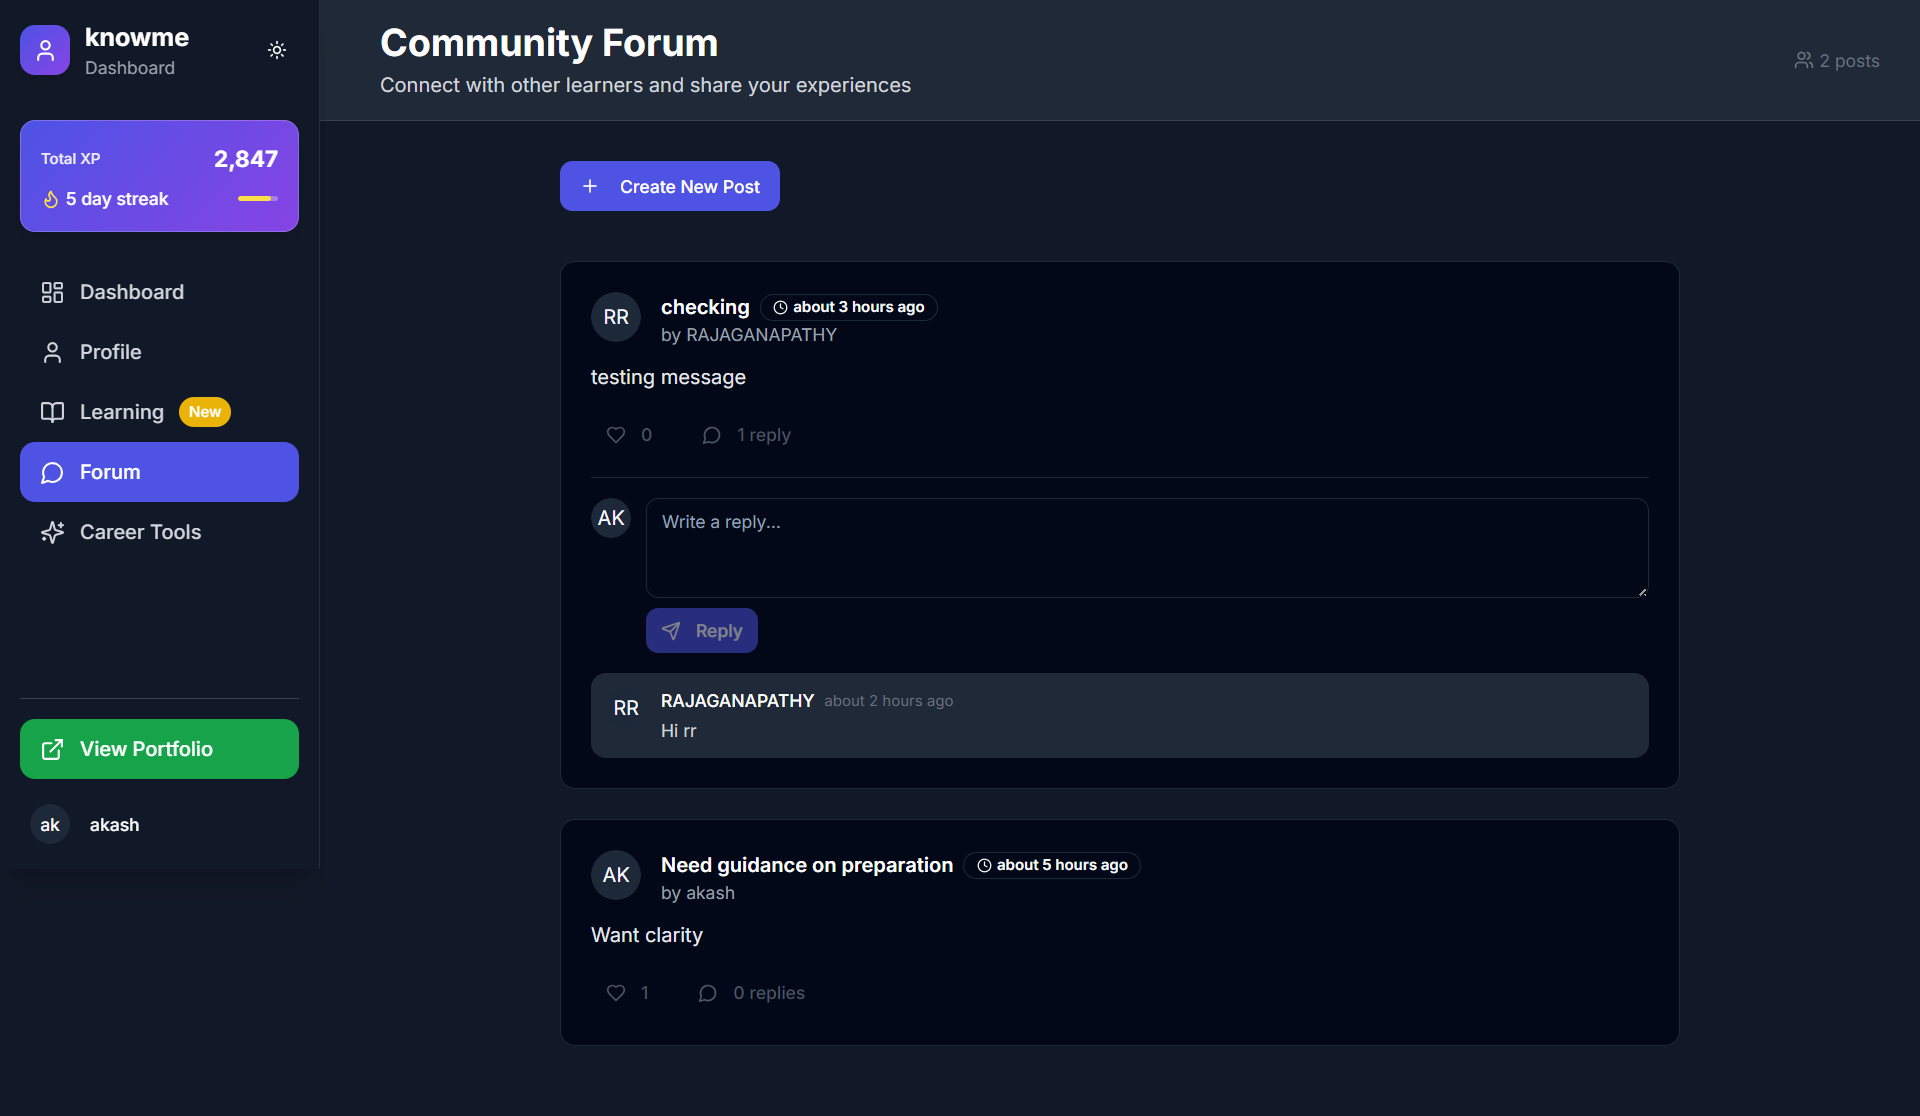 knowme
Dashboard
Total XP 2,847
5 day streak
Dashboard
Profile
Learning New
Forum
Career Tools
View Portfolio
ak akash
Community Forum
Connect with other learners and share your experiences
2 posts
Create New Post
RR
checking about 3 hours ago
by RAJAGANAPATHY
testing message
0 1 reply
AK
Write a reply...
Reply
RR
RAJAGANAPATHY about 2 hours ago
Hi rr
AK
Need guidance on preparation about 5 hours ago
by akash
Want clarity
1 0 replies